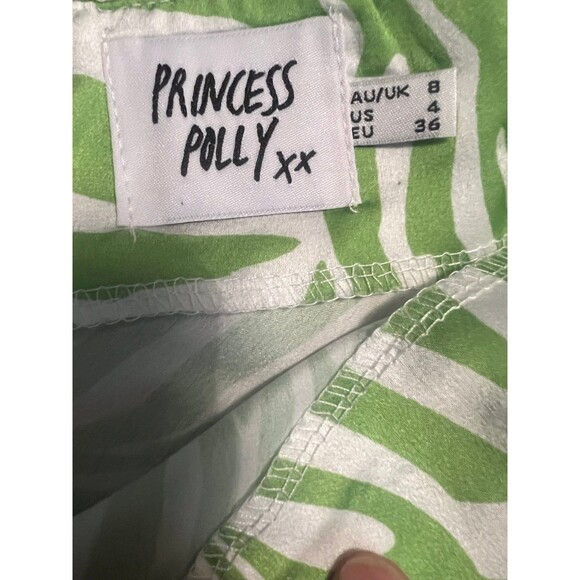 PRINCESS
POLLY xx
AU/UK 8
US 4
EU 36